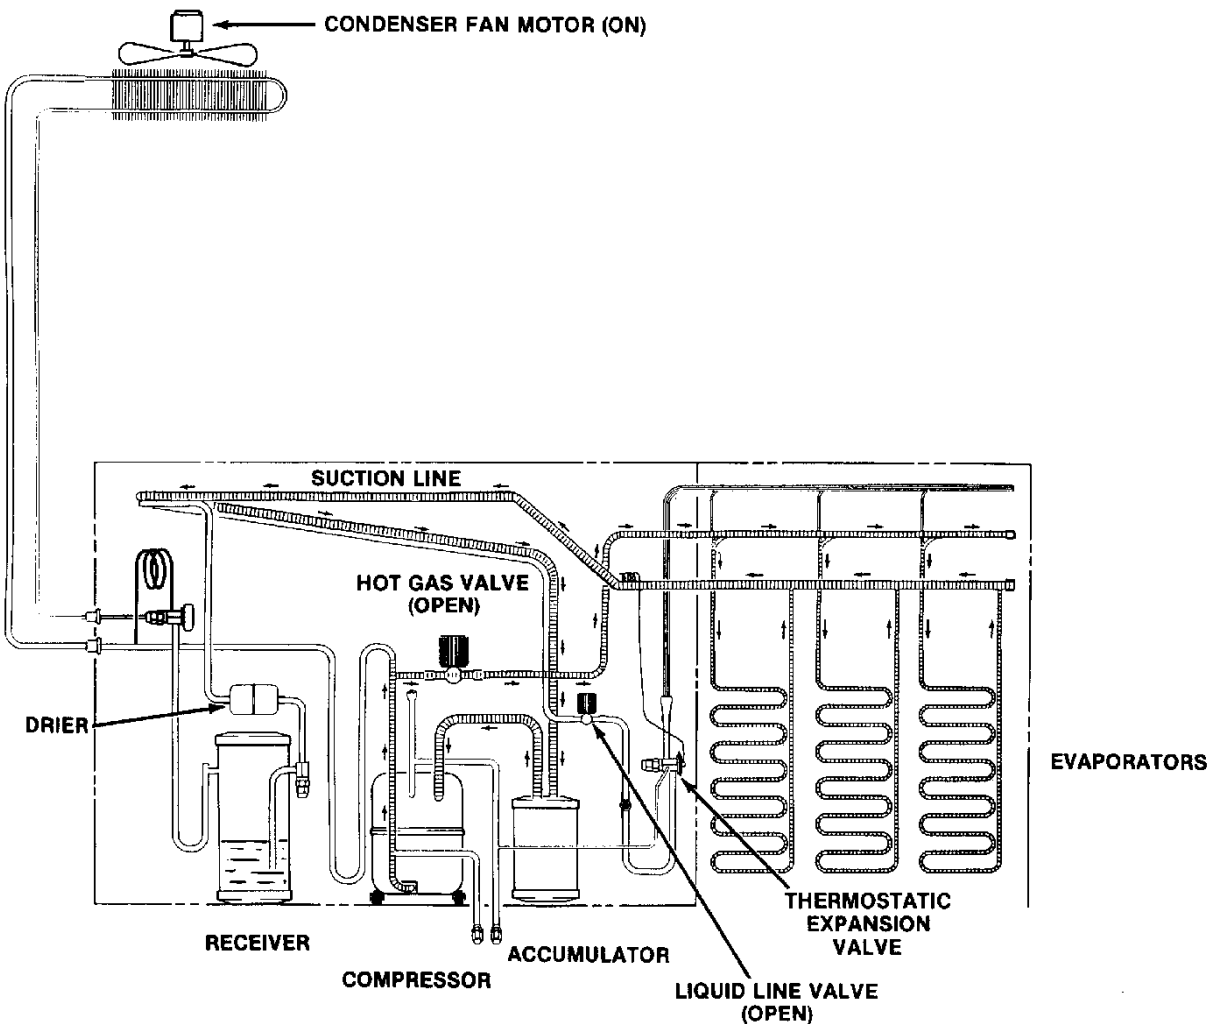 CONDENSER FAN MOTOR (ON)
SUCTION LINE
HOT GAS VALVE
(OPEN)
DRIER
EVAPORATORS
THERMOSTATIC
EXPANSION
VALVE
RECEIVER
ACCUMULATOR
COMPRESSOR
LIQUID LINE VALVE
(OPEN)